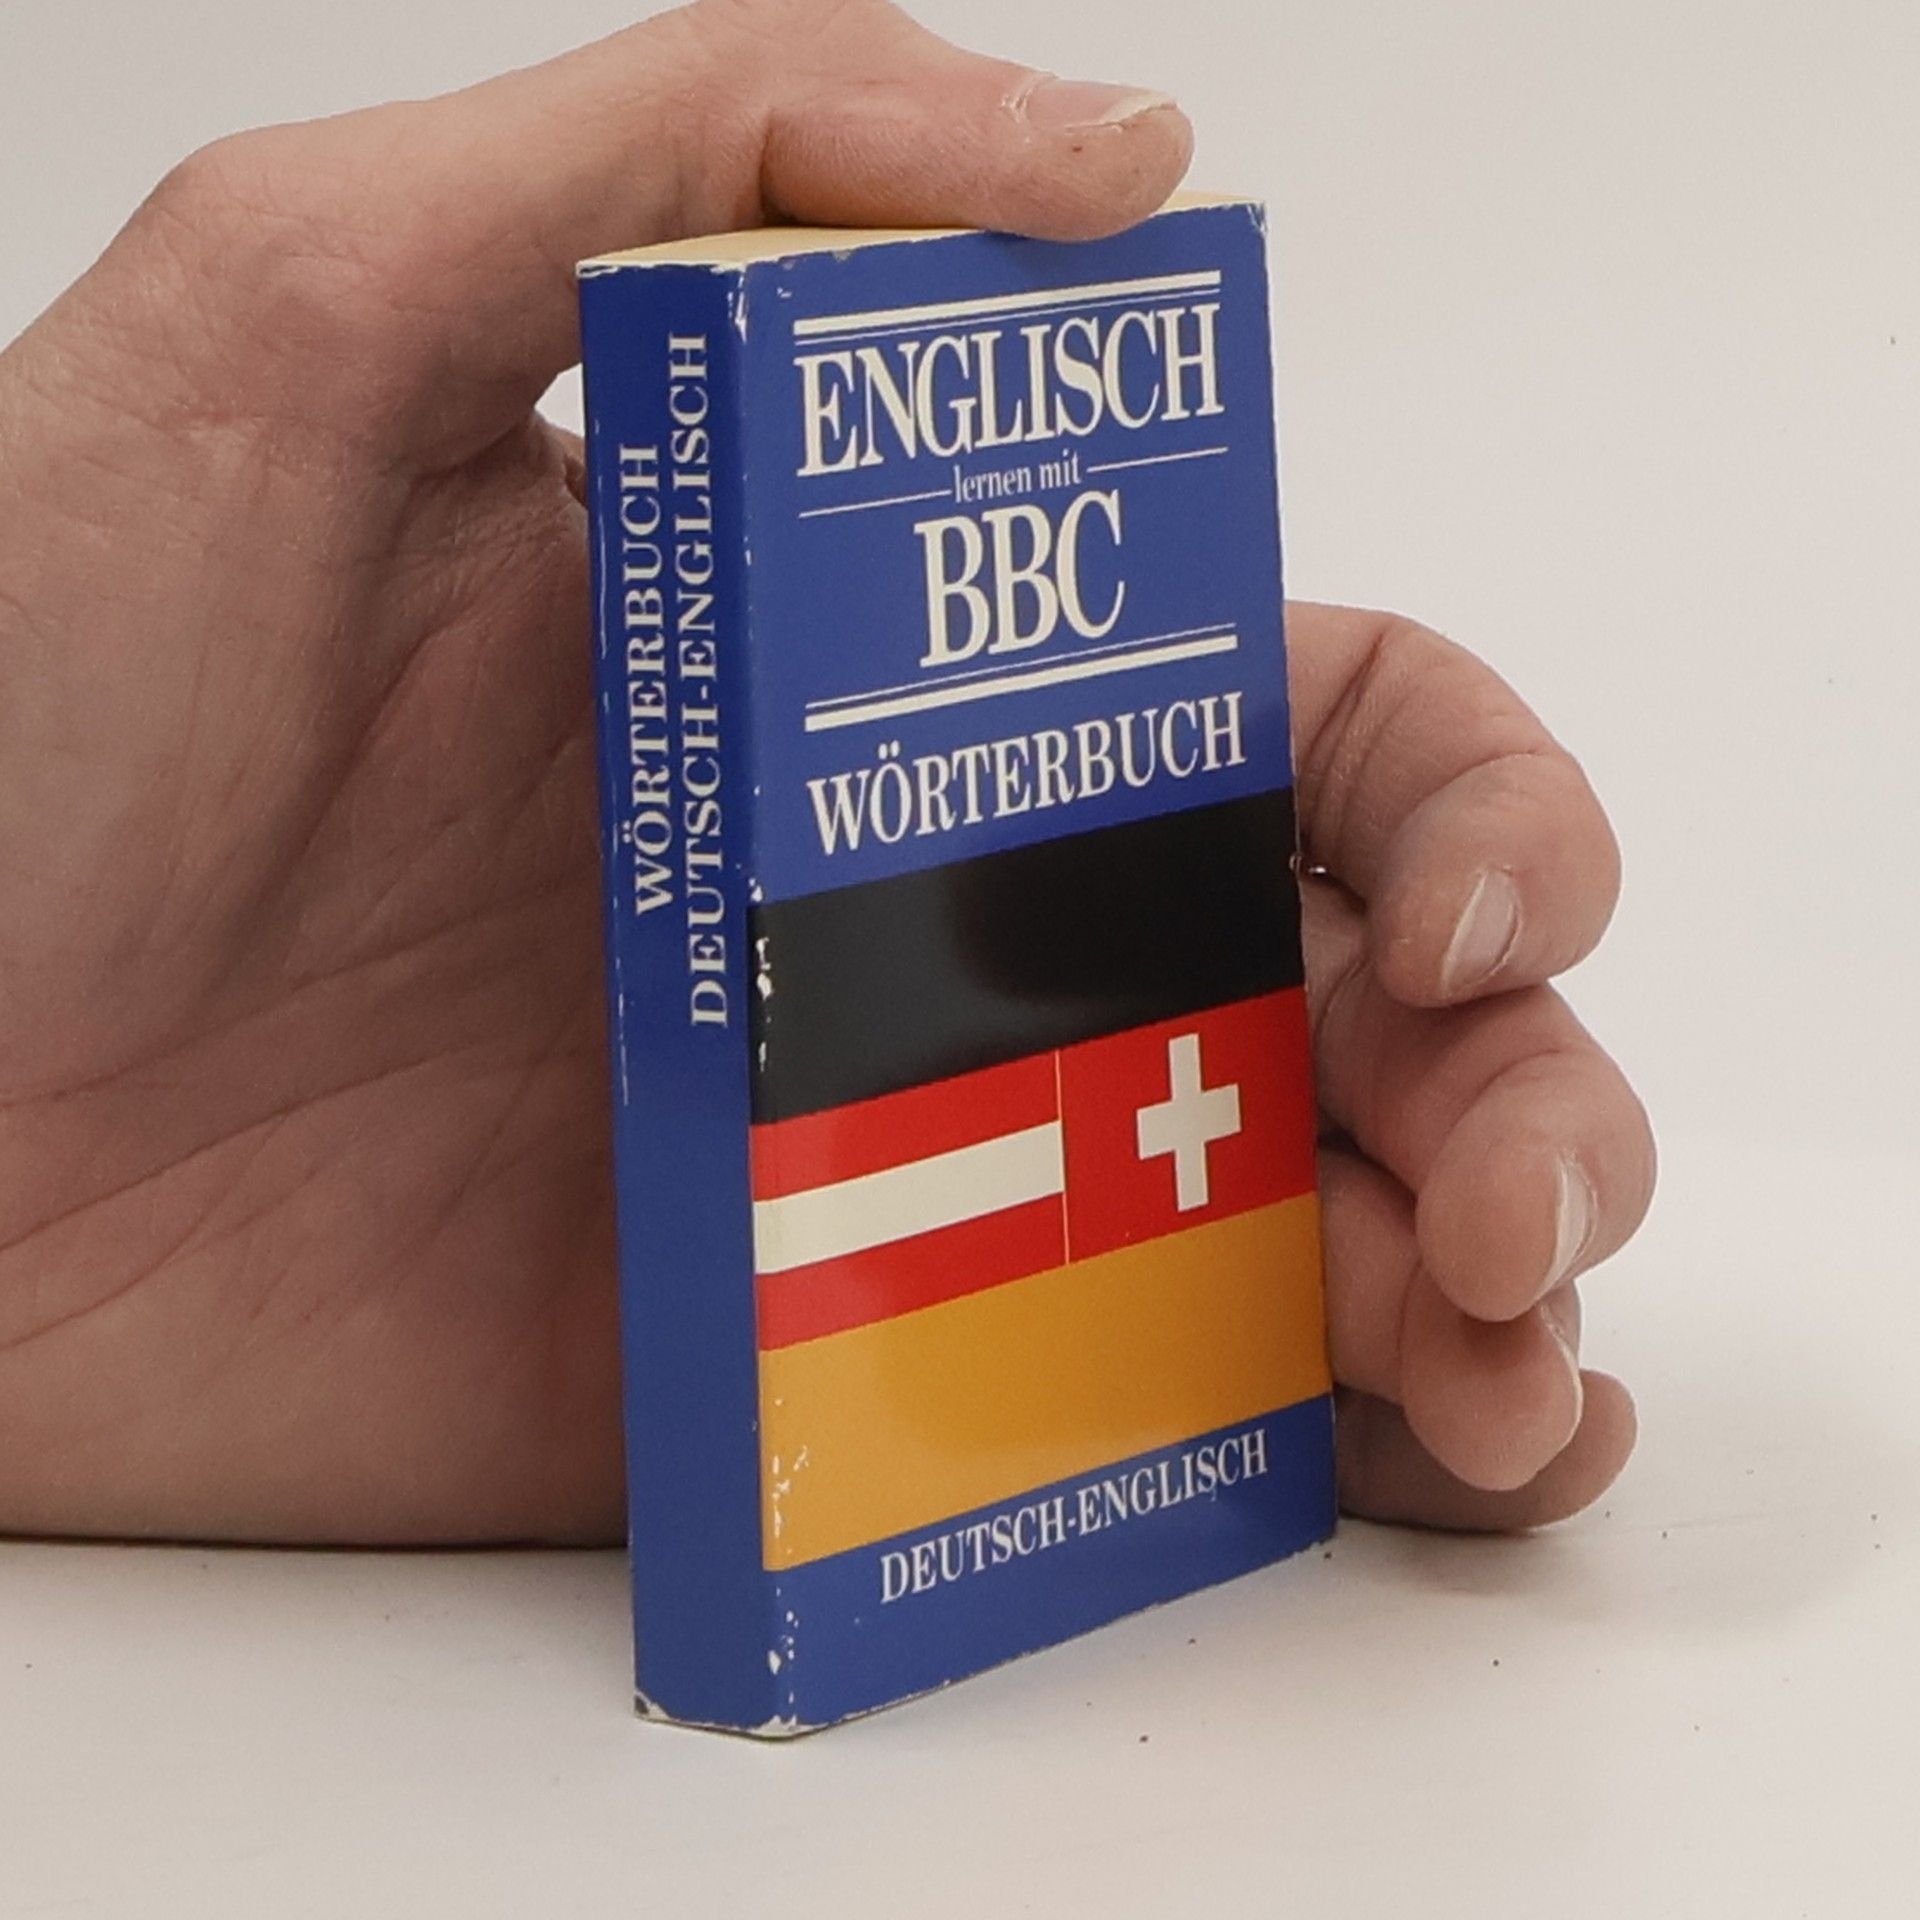 WÖRTERBUCH
DEUTSCH-ENGLISCH
ENGLISCH
lernen mit
BBC
WÖRTERBUCH
DEUTSCH-ENGLISCH